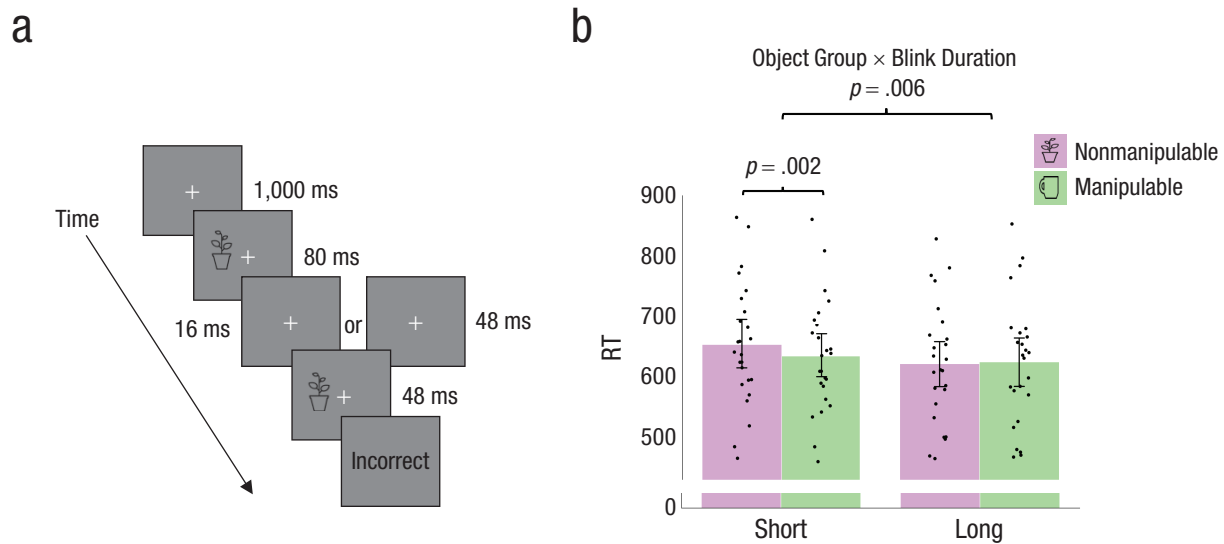 a
1,000 ms
Time
80 ms
16 ms
or
48 ms
48 ms
Incorrect
b
Object Group × Blink Duration
p = .006
Nonmanipulable
Manipulable
p = .002
900
800
700
600
500
0
RT
Short
Long